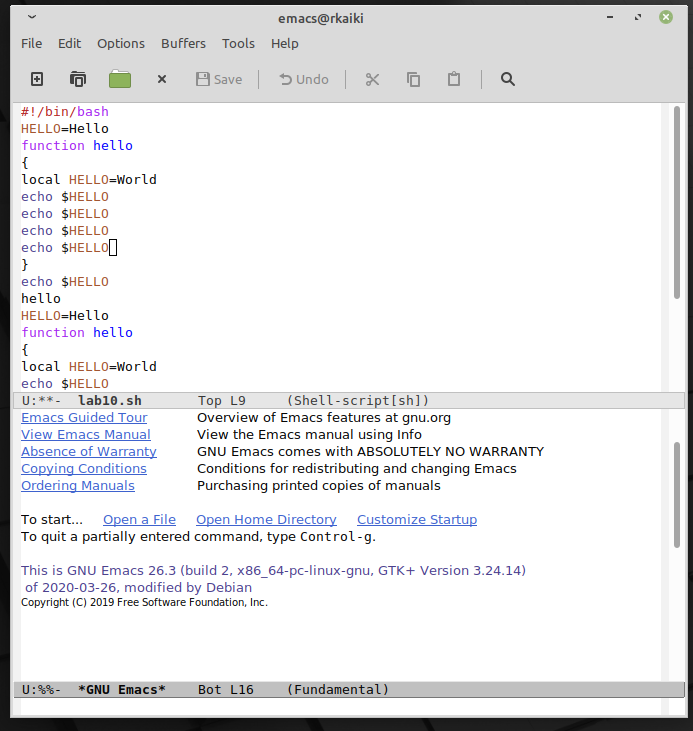 emacs@rkaiki
File Edit Options Buffers Tools Help
Save Undo
#!/bin/bash
HELLO=Hello
function hello
{
local HELLO=World
echo $HELLO
echo $HELLO
echo $HELLO
echo $HELLO
}
echo $HELLO
hello
HELLO=Hello
function hello
{
local HELLO=World
echo $HELLO
U:**-  lab10.sh       Top L9     (Shell-script[sh])
Emacs Guided Tour Overview of Emacs features at gnu.org
View Emacs Manual View the Emacs manual using Info
Absence of Warranty GNU Emacs comes with ABSOLUTELY NO WARRANTY
Copying Conditions Conditions for redistributing and changing Emacs
Ordering Manuals Purchasing printed copies of manuals
To start... Open a File Open Home Directory Customize Startup
To quit a partially entered command, type Control-g.
This is GNU Emacs 26.3 (build 2, x86_64-pc-linux-gnu, GTK+ Version 3.24.14)
of 2020-03-26, modified by Debian
Copyright (C) 2019 Free Software Foundation, Inc.
U:%%-  *GNU Emacs*    Bot L16    (Fundamental)